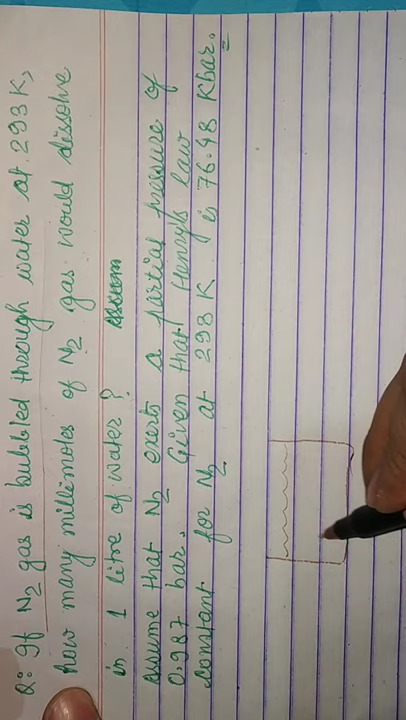 Q: If N2 gas is bubbled through water at 293 K,
how many millimoles of N2 gas would dissolve
in 1 litre of water?
assume that N2 exerts a partial pressure of
0.987 bar. Given that Henry's law
constant for N2 at 293 K is 76.48 Kbar.